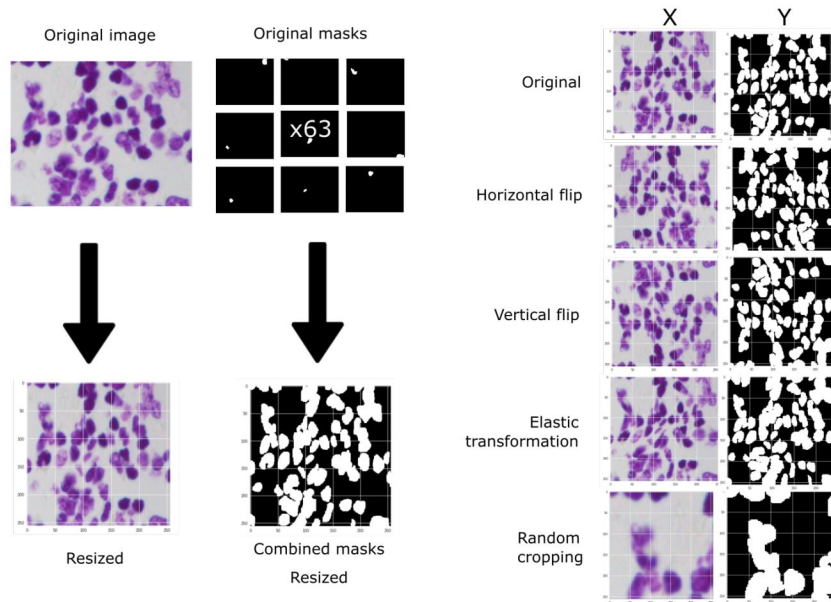 Original image
Original masks
x63
Resized
Combined masks
Resized
X
Y
Original
Horizontal flip
Vertical flip
Elastic
transformation
Random
cropping